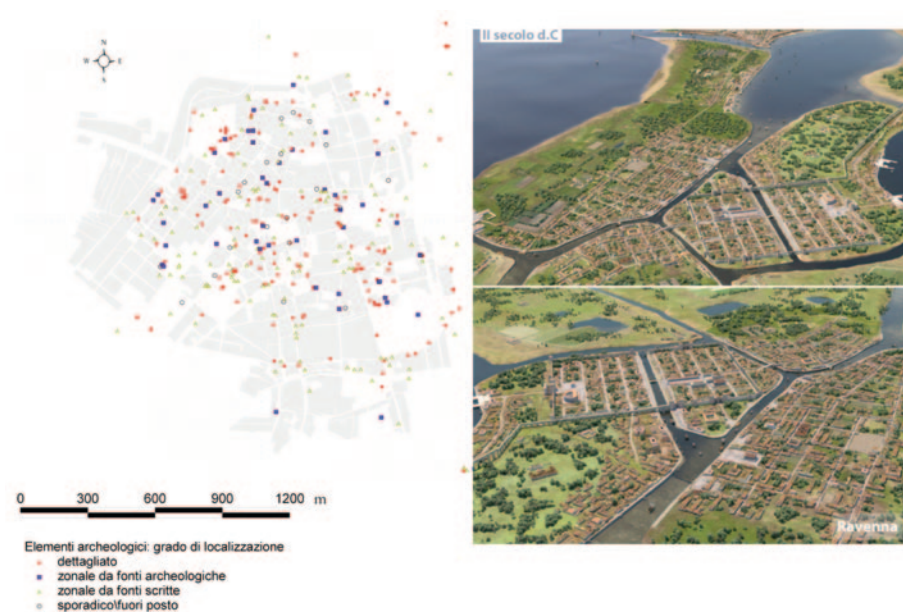 II secolo d.C
N
E
N
0 300 600 900 1200 m
Elementi archeologici: grado di localizzazione
dettagliato
zonale da fonti archeologiche
zonale da fonti scritte
sporadico\fuori posto
Ravenna